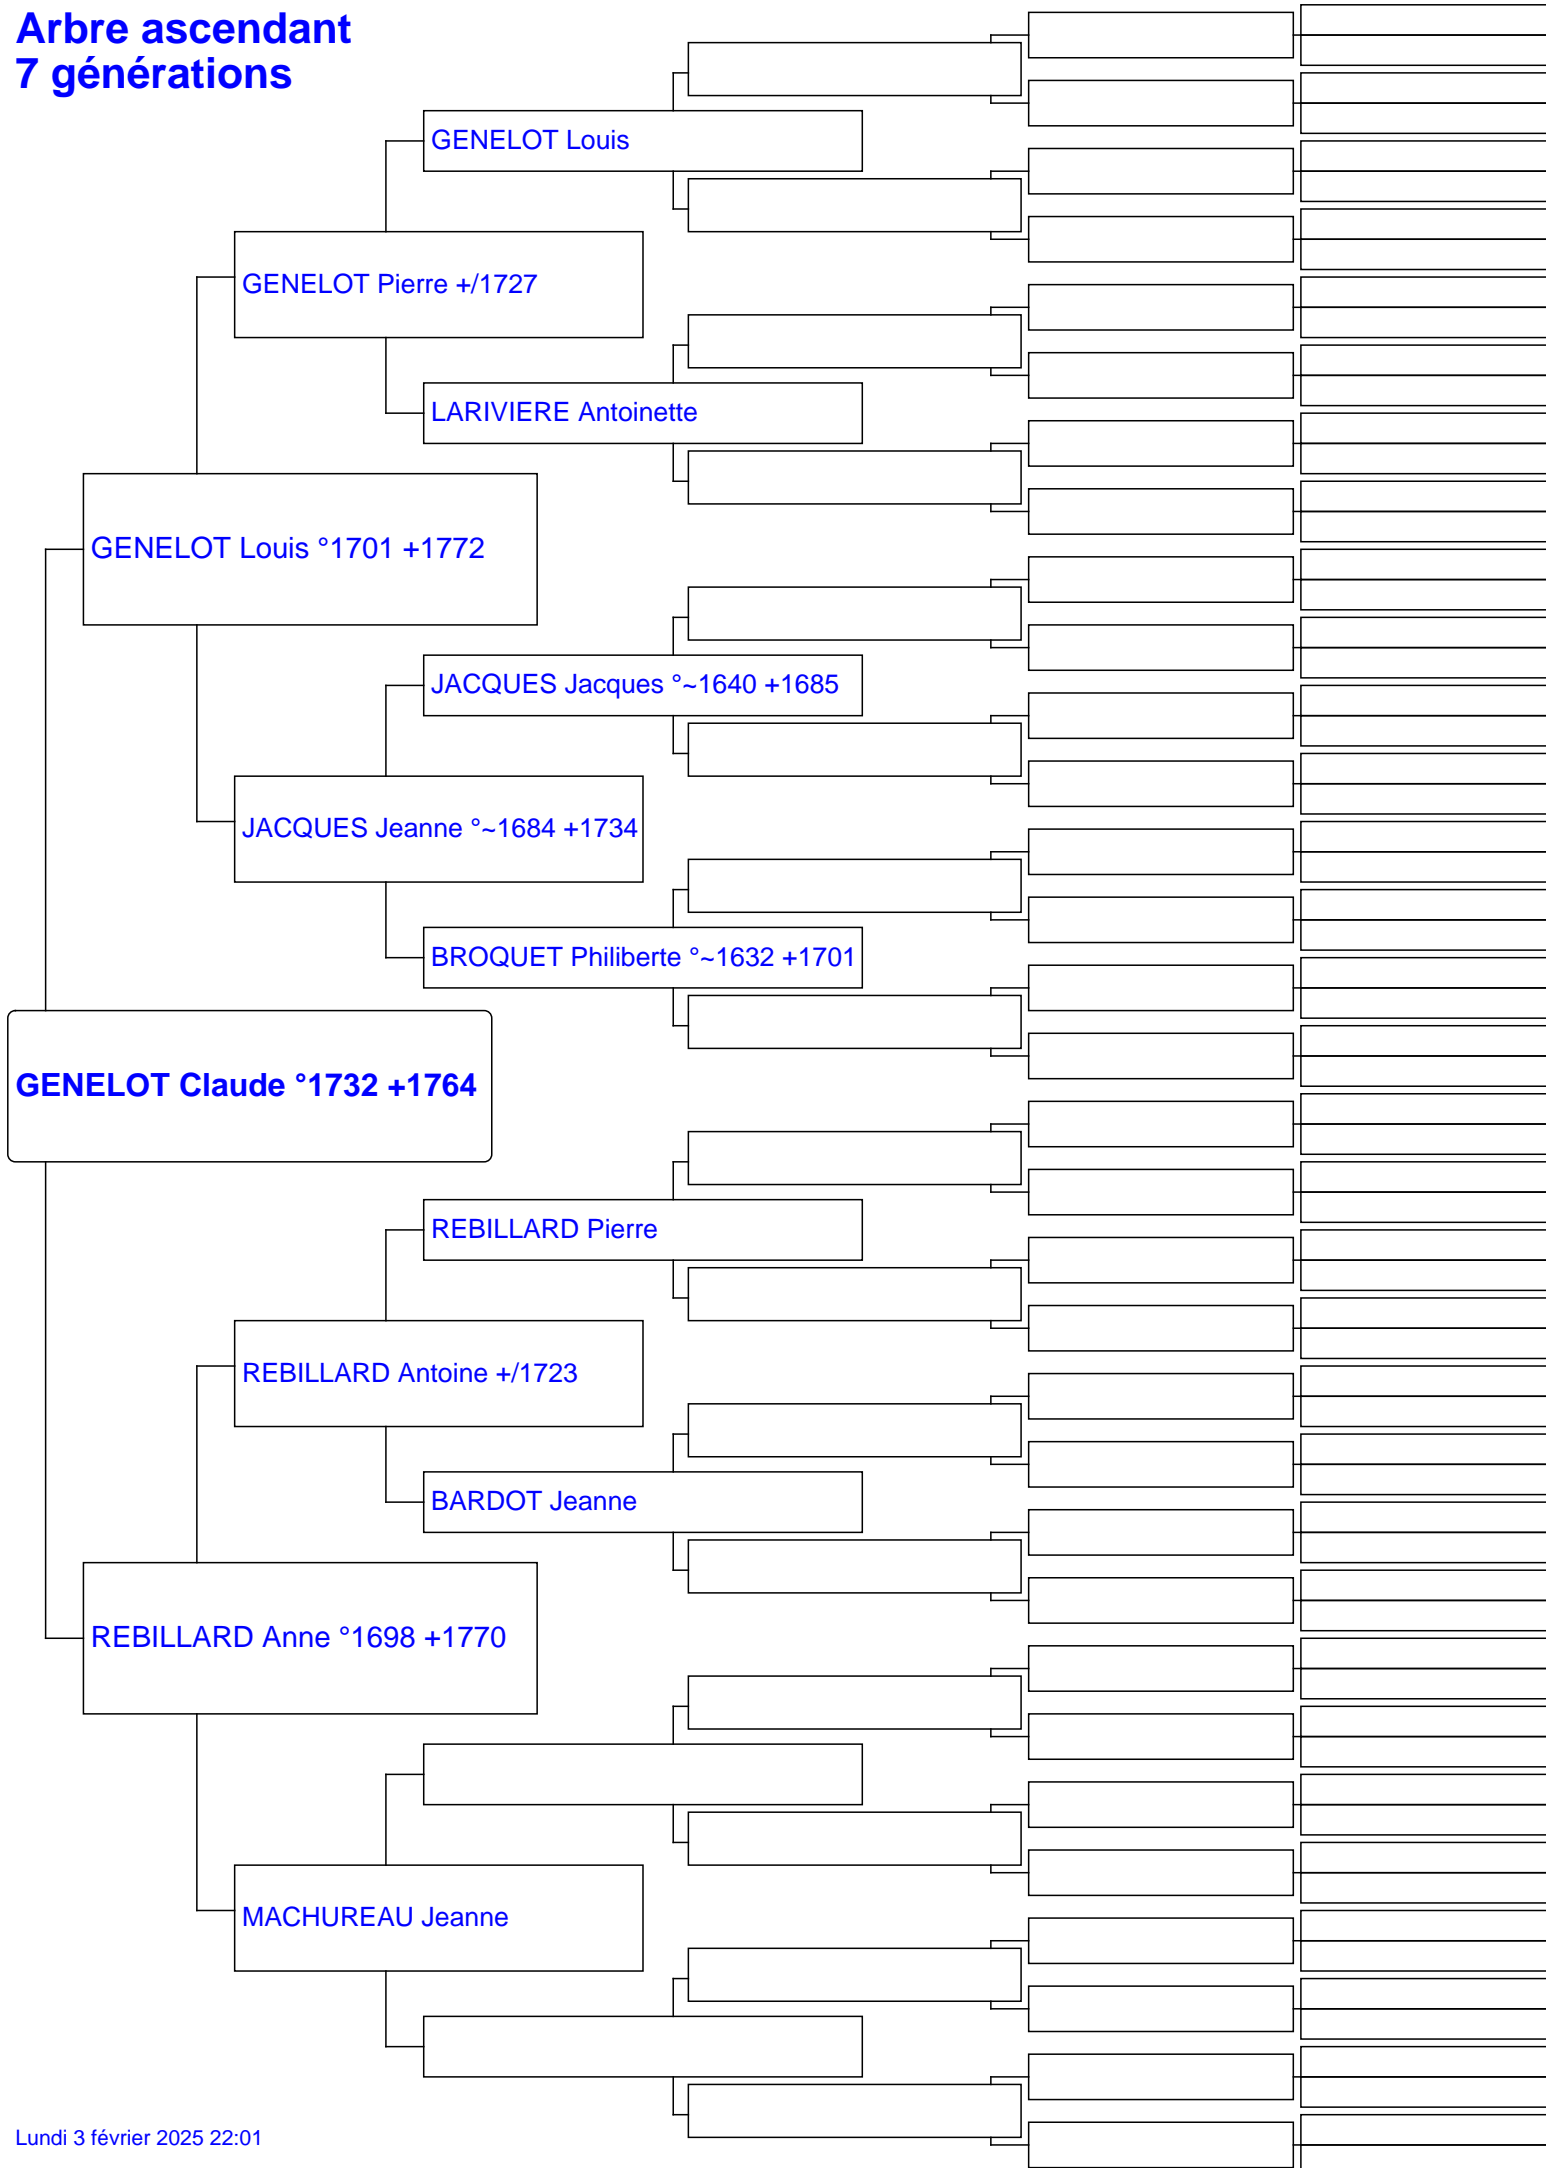 Arbre ascendant
7 générations
GENELOT Louis
GENELOT Pierre +/1727
LARIVIERE Antoinette
GENELOT Louis °1701 +1772
JACQUES Jacques °~1640 +1685
JACQUES Jeanne °~1684 +1734
BROQUET Philiberte °~1632 +1701
GENELOT Claude °1732 +1764
REBILLARD Pierre
REBILLARD Antoine +/1723
BARDOT Jeanne
REBILLARD Anne °1698 +1770
MACHUREAU Jeanne
Lundi 3 février 2025 22:01